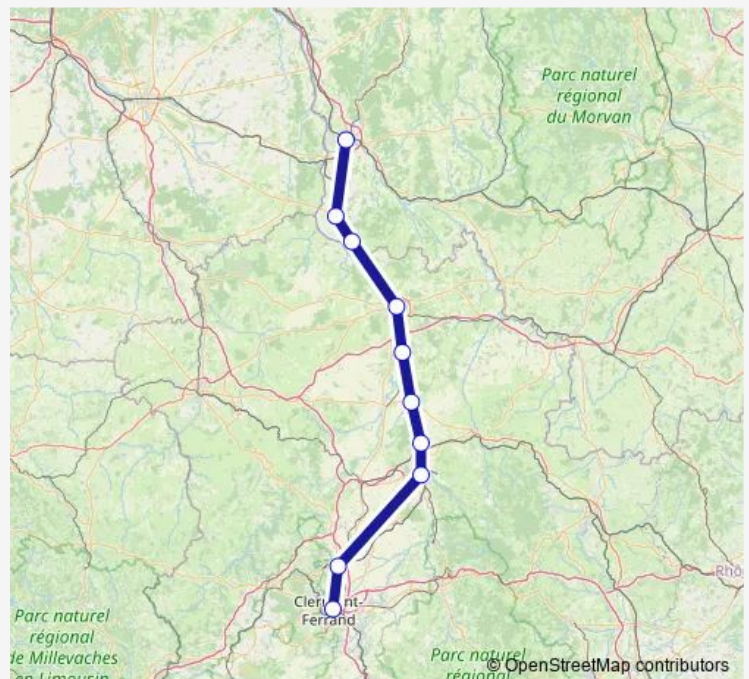 Parc naturel
régional
du Morvan
Rhô
Clermont-
Ferrand
Parc naturel
régional
de Millevaches
en Limousin
Parc naturel
régional
© OpenStreetMap contributors